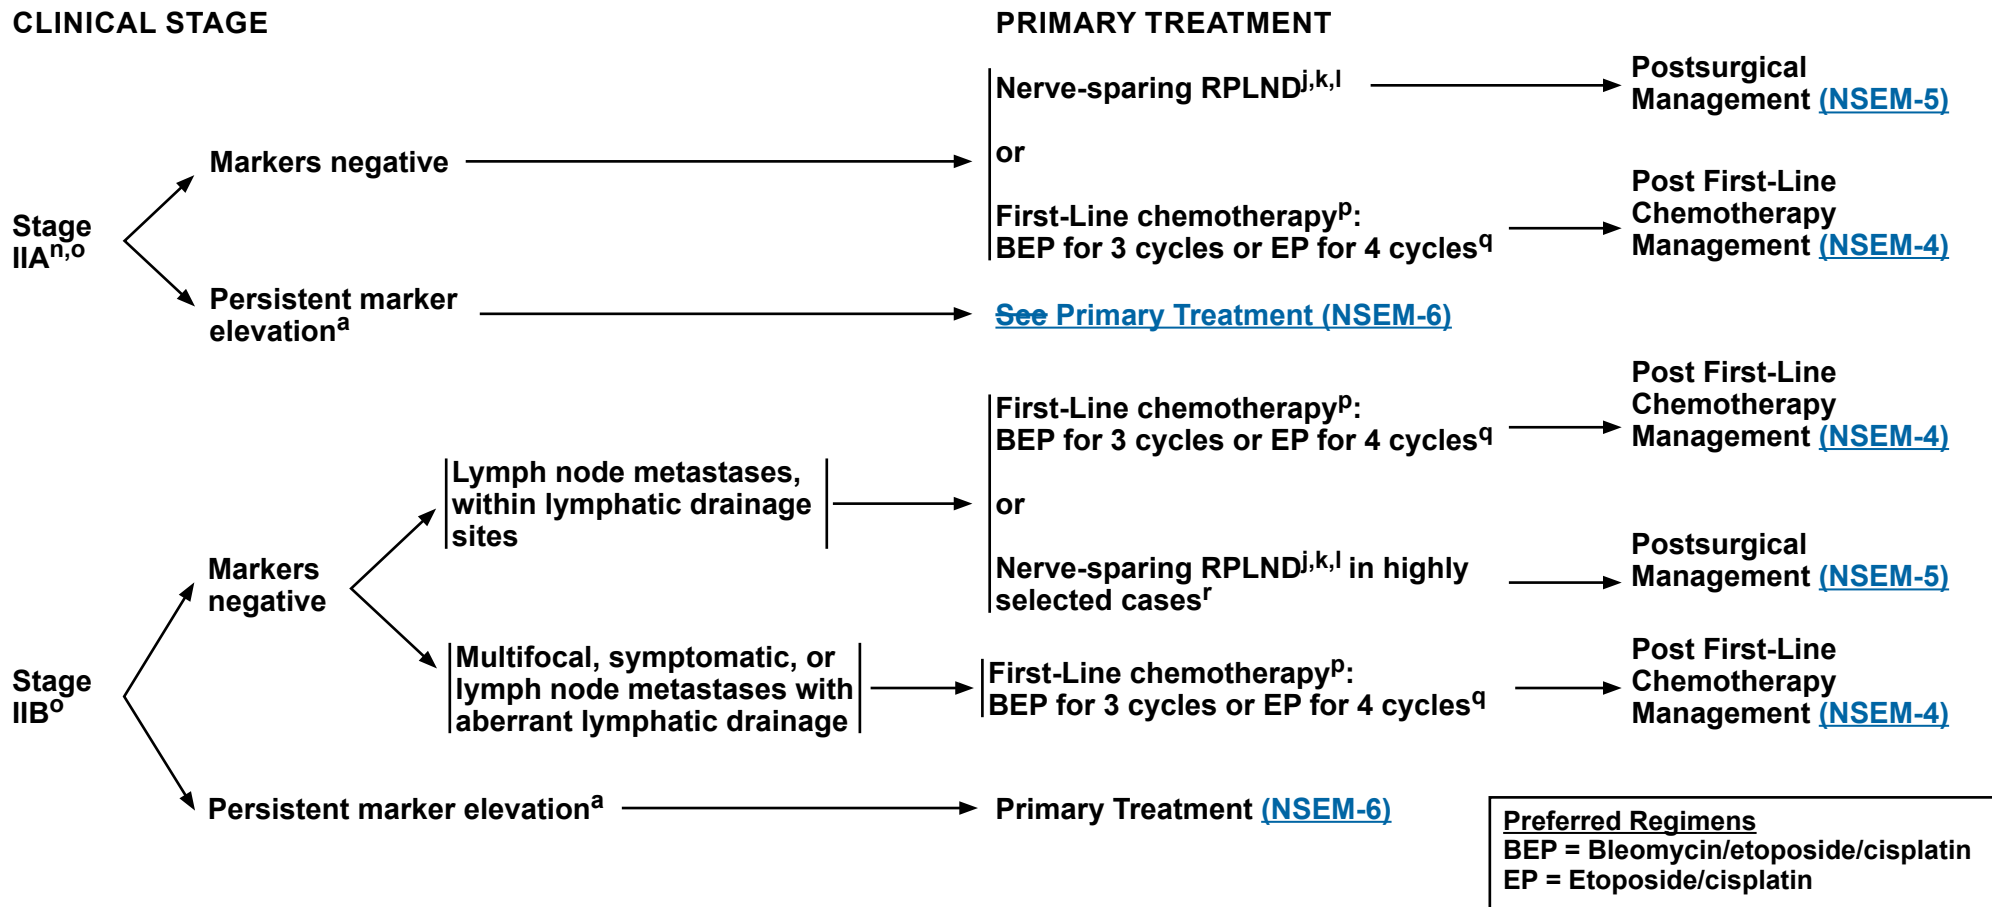 CLINICAL STAGE
PRIMARY TREATMENT
Stage
IIAn,o
Markers negative
Nerve-sparing RPLNDj,k,l
or
First-Line chemotherapyp:
BEP for 3 cycles or EP for 4 cyclesq
Postsurgical
Management (NSEM-5)
Post First-Line
Chemotherapy
Management (NSEM-4)
Persistent marker
elevationa
See Primary Treatment (NSEM-6)
Stage
IIBo
Markers
negative
Lymph node metastases,
within lymphatic drainage
sites
First-Line chemotherapyp:
BEP for 3 cycles or EP for 4 cyclesq
or
Nerve-sparing RPLNDj,k,l in highly
selected casesr
Post First-Line
Chemotherapy
Management (NSEM-4)
Postsurgical
Management (NSEM-5)
Multifocal, symptomatic, or
lymph node metastases with
aberrant lymphatic drainage
First-Line chemotherapyp:
BEP for 3 cycles or EP for 4 cyclesq
Post First-Line
Chemotherapy
Management (NSEM-4)
Persistent marker elevationa
Primary Treatment (NSEM-6)
Preferred Regimens
BEP = Bleomycin/etoposide/cisplatin
EP = Etoposide/cisplatin